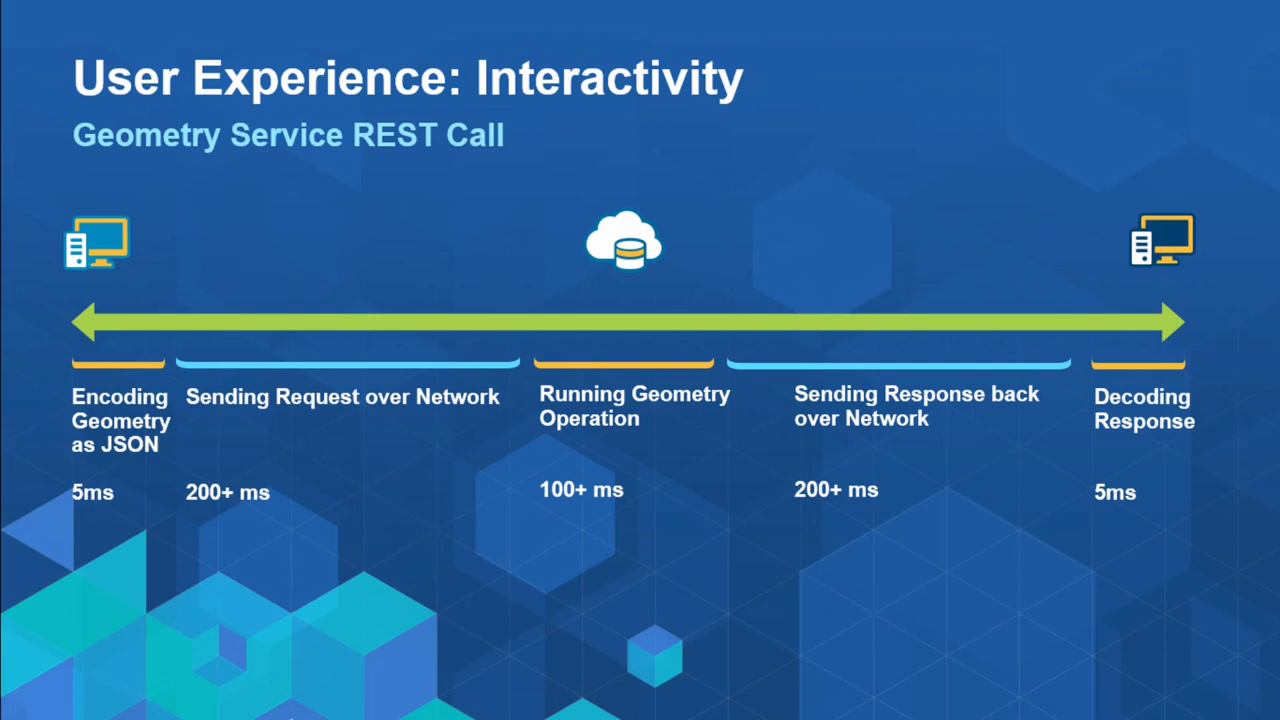 User Experience: Interactivity
Geometry Service REST Call
Encoding
Geometry
as JSON
5ms
Sending Request over Network
200+ ms
Running Geometry
Operation
100+ ms
Sending Response back
over Network
200+ ms
Decoding
Response
5ms